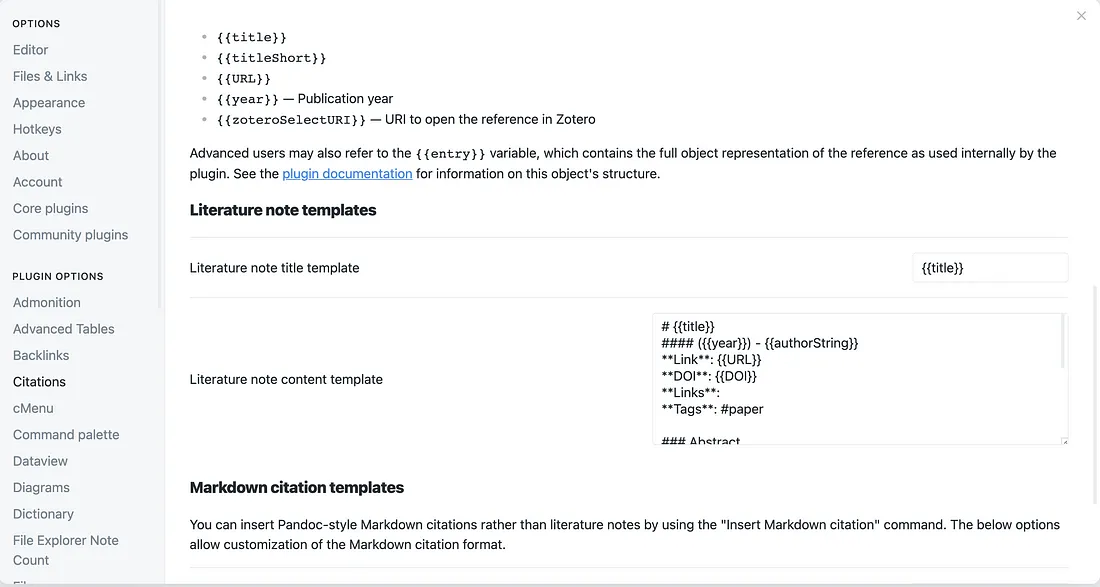 OPTIONS
Editor
Files & Links
Appearance
Hotkeys
About
Account
Core plugins
Community plugins
PLUGIN OPTIONS
Admonition
Advanced Tables
Backlinks
Citations
cMenu
Command palette
Dataview
Diagrams
Dictionary
File Explorer Note
Count
{{title}}
{{titleShort}}
{{URL}}
{{year}} — Publication year
{{zoteroSelectURI}} — URI to open the reference in Zotero
Advanced users may also refer to the {{entry}} variable, which contains the full object representation of the reference as used internally by the
plugin. See the plugin documentation for information on this object's structure.
Literature note templates
Literature note title template
{{title}}
Literature note content template
# {{title}}
#### ({{year}}) - {{authorString}}
**Link**: {{URL}}
**DOI**: {{DOI}}
**Links**:
**Tags**: #paper
### Abstract
Markdown citation templates
You can insert Pandoc-style Markdown citations rather than literature notes by using the "Insert Markdown citation" command. The below options
allow customization of the Markdown citation format.